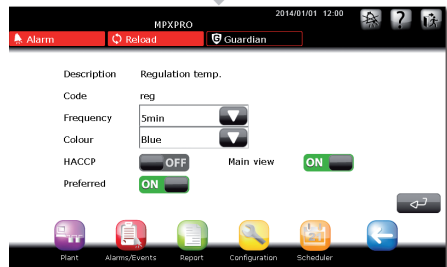 2014/01/01 12:00
MPXPRO
Alarm Reload Guardian
?
Description Regulation temp.
Code reg
Frequency 5min
Colour Blue
HACCP OFF Main view ON
Preferred ON
Plant Alarms/Events Report Configuration Scheduler